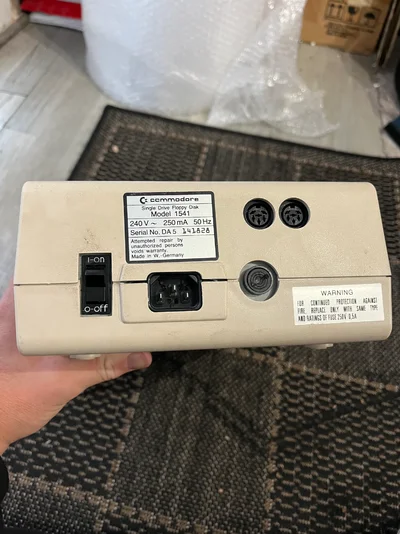 commodore
Single Drive Floppy Disk
Model 1541
240 V ~ 250 mA 50 Hz
Serial No. DA 5 141828
Attempted repair by
unauthorized persons
voids warranty.
Made in W.-Germany
I=on
o=off
WARNING
FOR CONTINUED PROTECTION AGAINST
FIRE, REPLACE ONLY WITH SAME TYPE
AND RATINGS OF FUSE 250V 0,5A